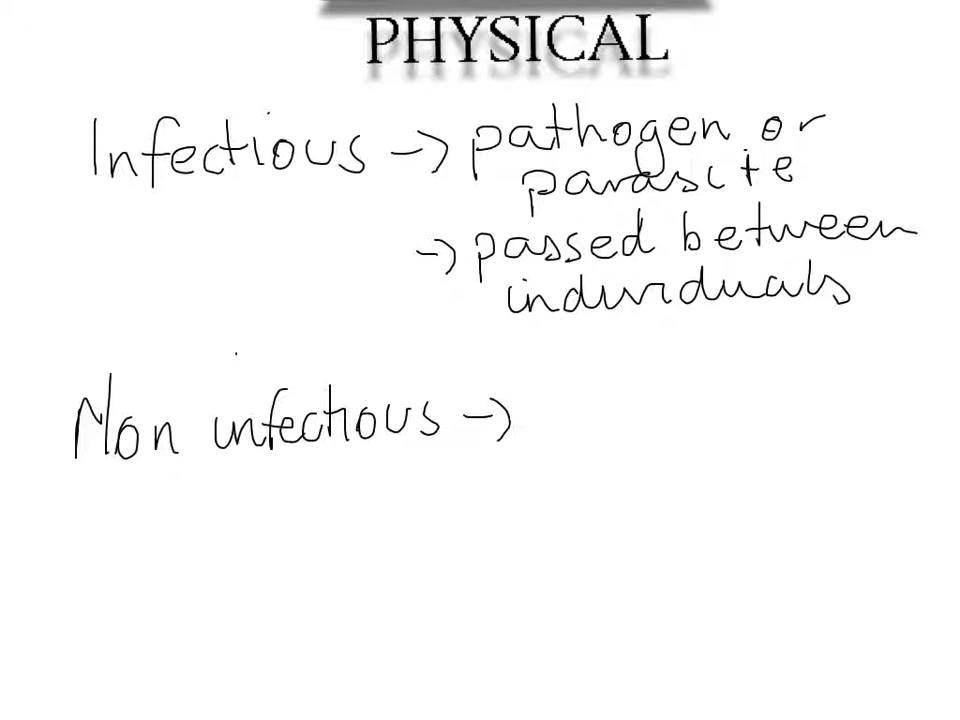 PHYSICAL
Infectious → pathogen or
parasite
→ passed between
individuals
Non infectious →